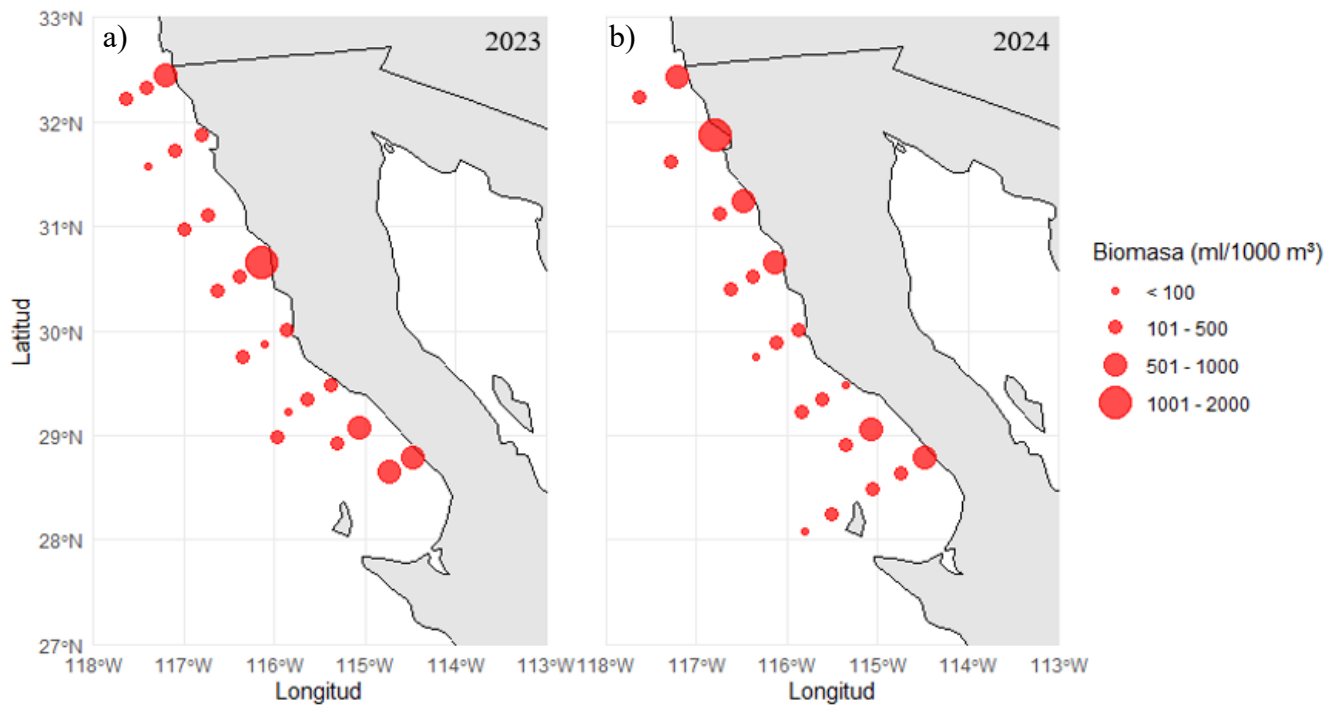 a) 2023
b) 2024
33°N
32°N
31°N
30°N
29°N
28°N
27°N
Latitud
118°W 117°W 116°W 115°W 114°W 113°W
118°W 117°W 116°W 115°W 114°W 113°W
Longitud
Longitud
Biomasa (ml/1000 m³)
< 100
101 - 500
501 - 1000
1001 - 2000